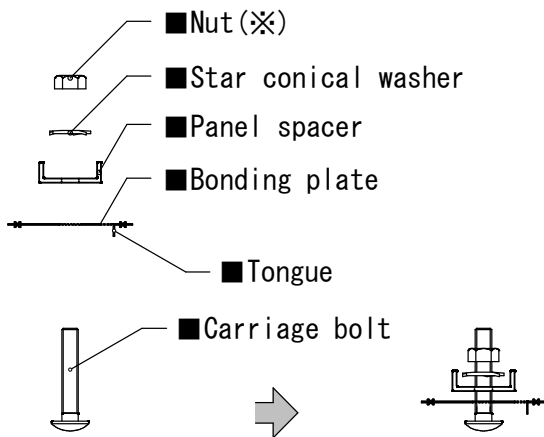 ■Nut(※)
■Star conical washer
■Panel spacer
■Bonding plate
■Tongue
■Carriage bolt